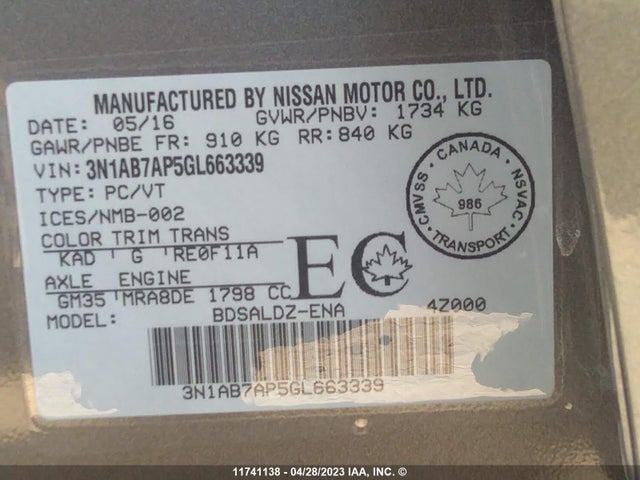 MANUFACTURED BY NISSAN MOTOR CO., LTD.
DATE: 05/16 GVWR/PNBV: 1734 KG
GAWR/PNBE FR: 910 KG RR: 840 KG
VIN: 3N1AB7AP5GL663339
TYPE: PC/VT
ICES/NMB-002
COLOR TRIM TRANS
KAD G RE0F11A
AXLE ENGINE
GM35 MRA8DE 1798 CC
MODEL: BDSALDZ-ENA 4Z000
EC
CANADA
CMVSS NSVAC
986
TRANSPORT
3N1AB7AP5GL663339
11741138 - 04/28/2023 IAA, INC. ©